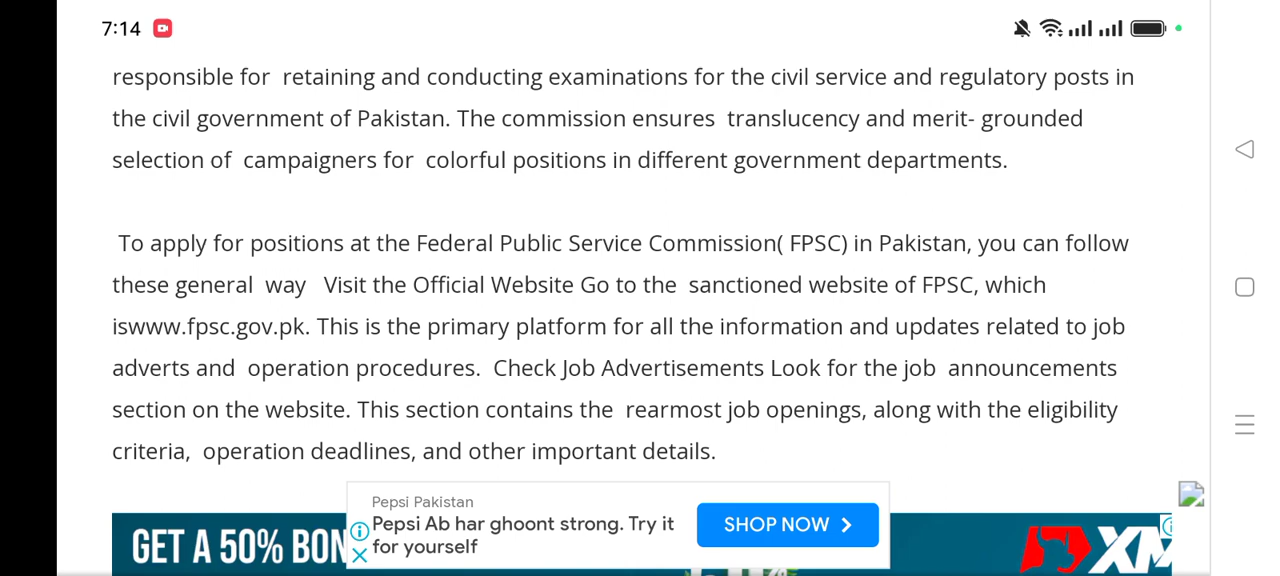 7:14
responsible for retaining and conducting examinations for the civil service and regulatory posts in
the civil government of Pakistan. The commission ensures translucency and merit- grounded
selection of campaigners for colorful positions in different government departments.
To apply for positions at the Federal Public Service Commission( FPSC) in Pakistan, you can follow
these general way Visit the Official Website Go to the sanctioned website of FPSC, which
iswww.fpsc.gov.pk. This is the primary platform for all the information and updates related to job
adverts and operation procedures. Check Job Advertisements Look for the job announcements
section on the website. This section contains the rearmost job openings, along with the eligibility
criteria, operation deadlines, and other important details.
Pepsi Pakistan
Pepsi Ab har ghoont strong. Try it
for yourself
SHOP NOW
GET A 50% BON
XM